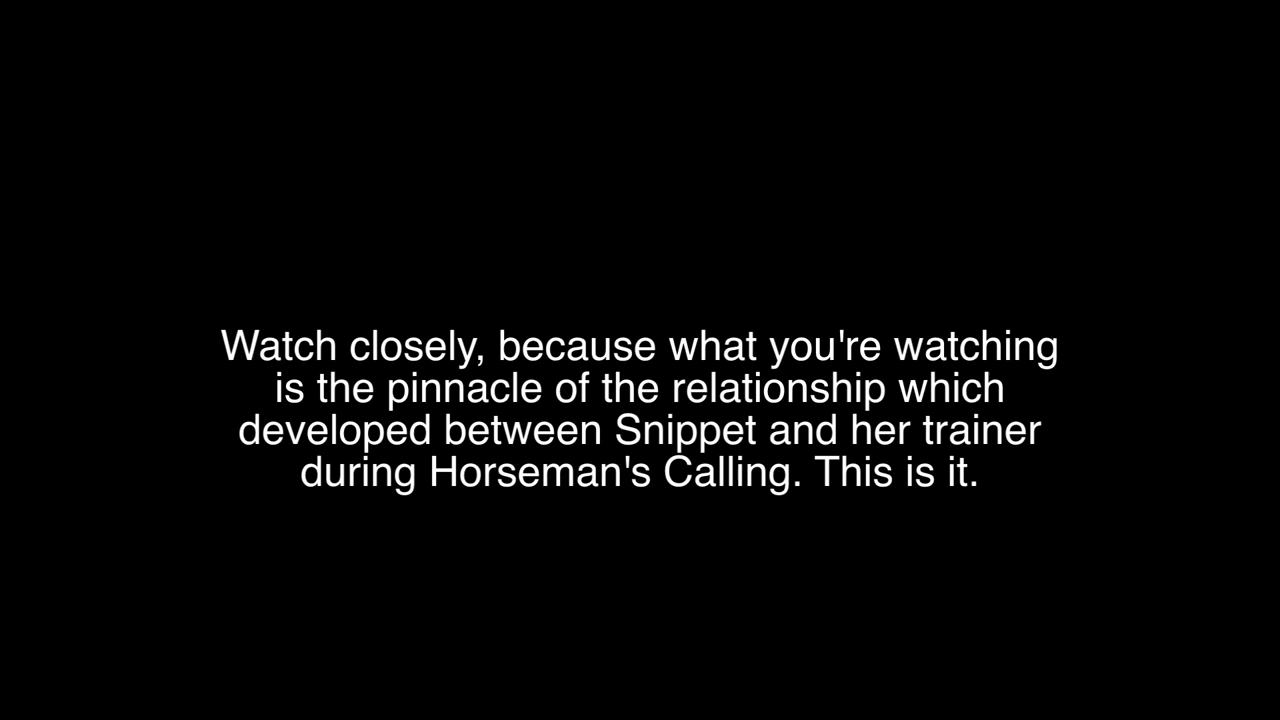 Watch closely, because what you're watching
is the pinnacle of the relationship which
developed between Snippet and her trainer
during Horseman's Calling. This is it.